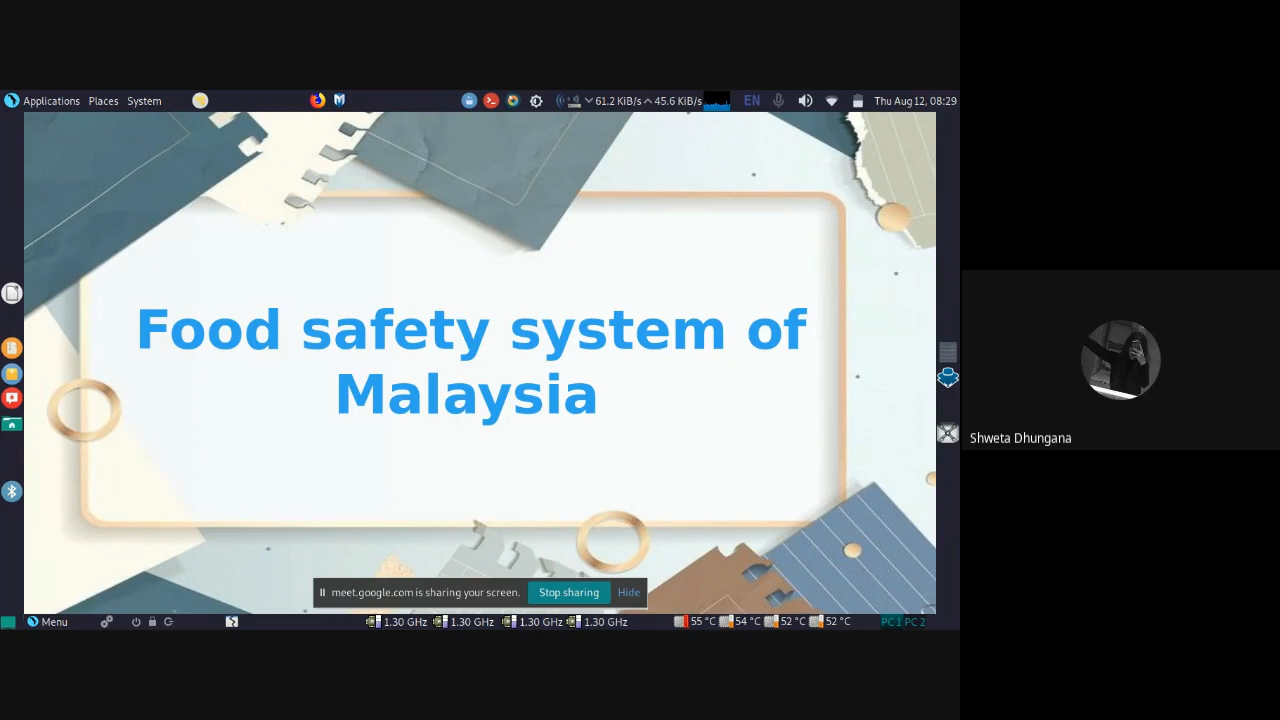 Applications Places System
61.2 KiB/s 45.6 KiB/s EN Thu Aug 12, 08:29
Food safety system of
Malaysia
Shweta Dhungana
meet.google.com is sharing your screen. Stop sharing Hide
Menu 1.30 GHz 1.30 GHz 1.30 GHz 1.30 GHz 55 °C 54 °C 52 °C 52 °C PC 1 PC 2